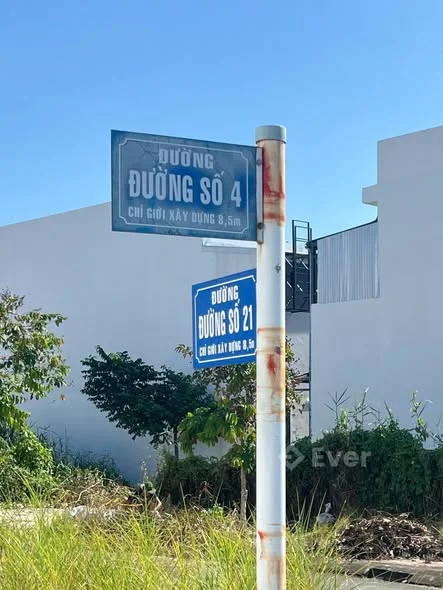 ĐƯỜNG
ĐƯỜNG SỐ 4
CHỈ GIỚI XÂY DỰNG 8,5m
ĐƯỜNG
ĐƯỜNG SỐ 21
CHỈ GIỚI XÂY DỰNG 8,5m
Ever